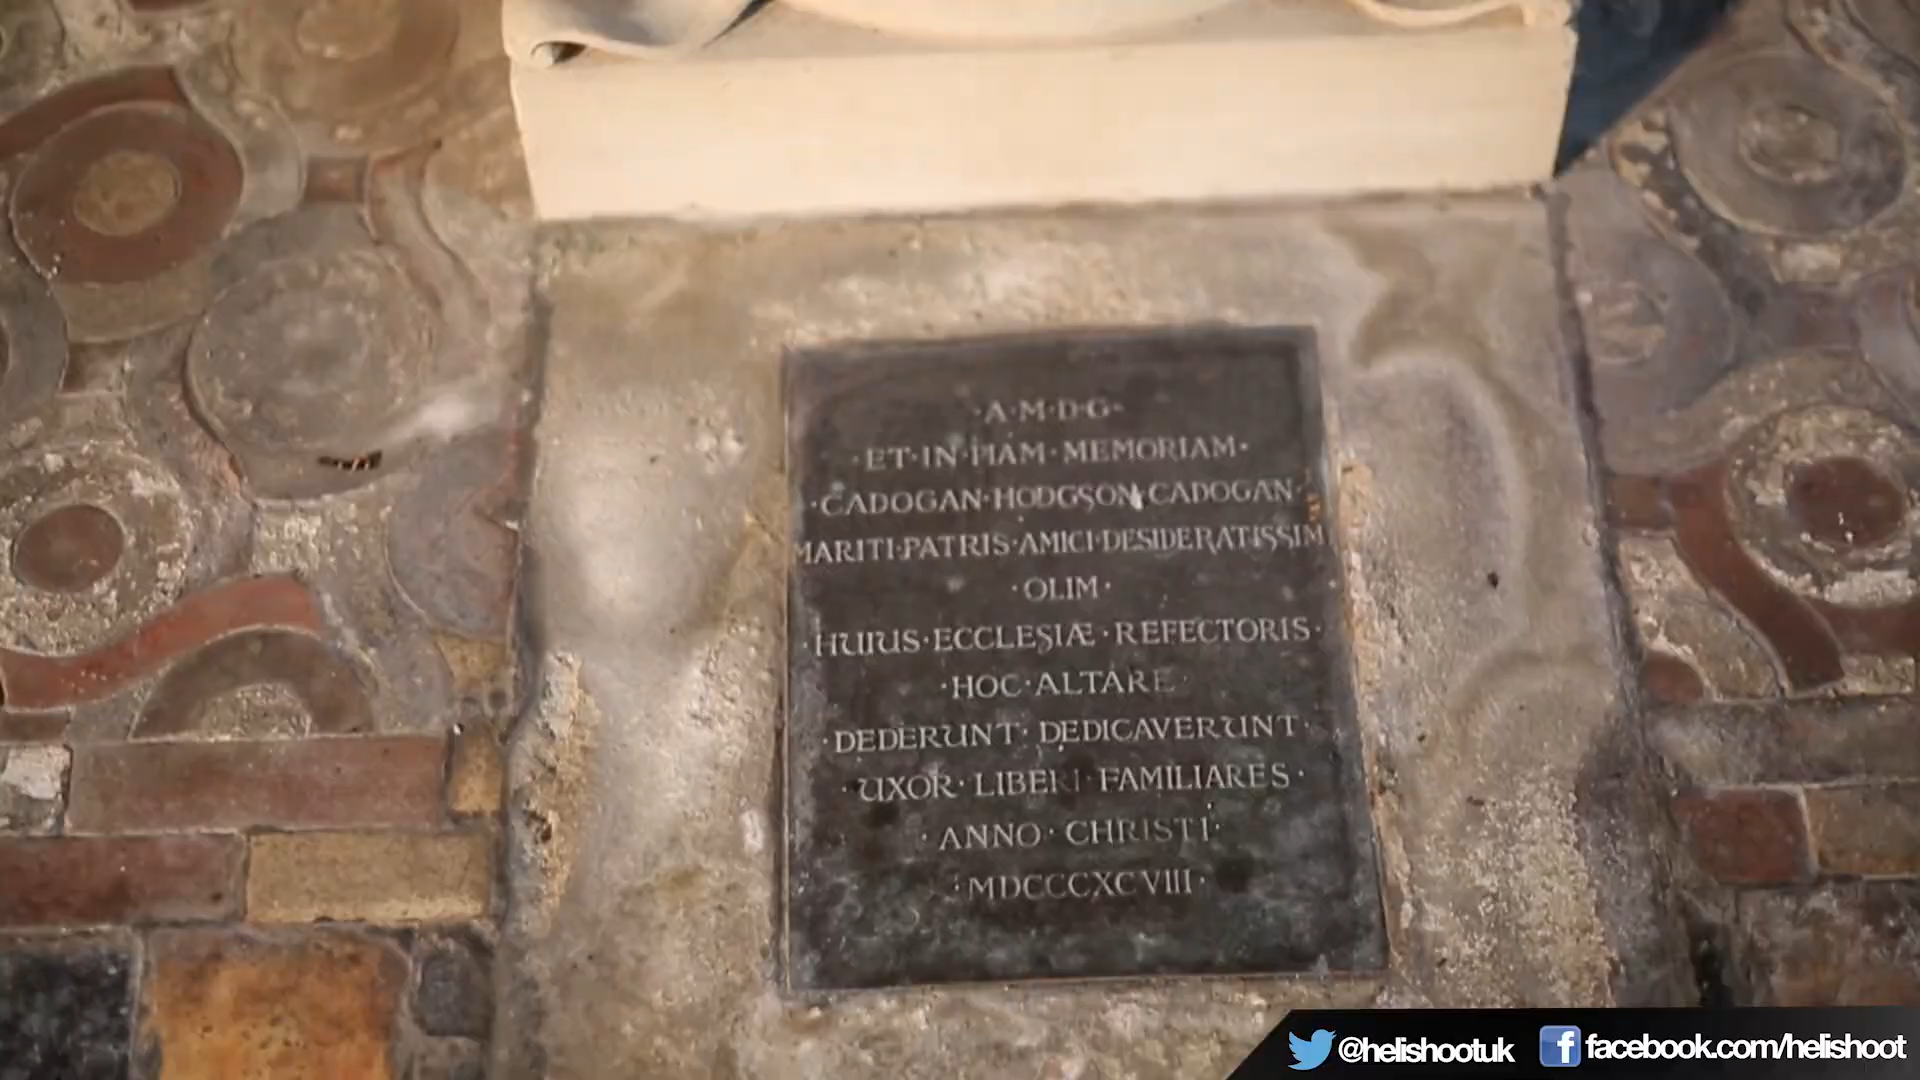 ·A·M·D·G·
·ET·IN·PIAM·MEMORIAM·
·CADOGAN·HODGSON·CADOGAN·
MARITI·PATRIS·AMICI·DESIDERATISSIMI
·OLIM·
·HUIUS·ECCLESIÆ·REFECTORIS·
·HOC·ALTARE·
·DEDERUNT·DEDICAVERUNT·
·UXOR·LIBERI·FAMILIARES·
·ANNO·CHRISTI·
·MDCCCXCVIII·
@helishootuk facebook.com/helishoot